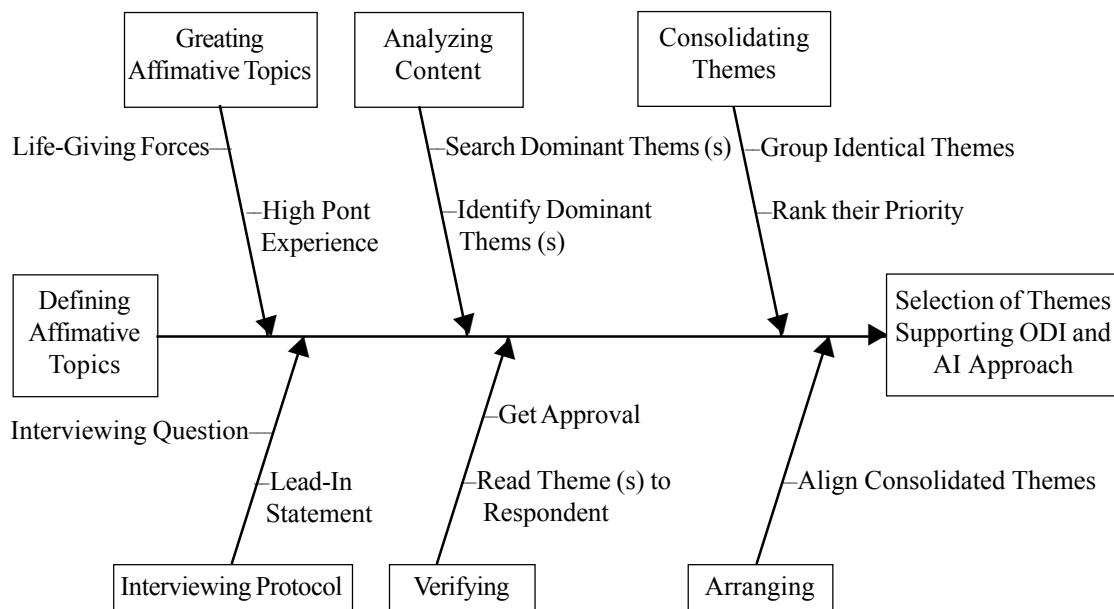 Greating
Affimative Topics
Analyzing
Content
Consolidating
Themes
Life-Giving Forces
Search Dominant Thems (s)
Group Identical Themes
High Pont
Experience
Identify Dominant
Thems (s)
Rank their Priority
Defining
Affimative
Topics
Selection of Themes
Supporting ODI and
AI Approach
Interviewing Question
Get Approval
Lead-In
Statement
Read Theme (s) to
Respondent
Align Consolidated Themes
Interviewing Protocol
Verifying
Arranging